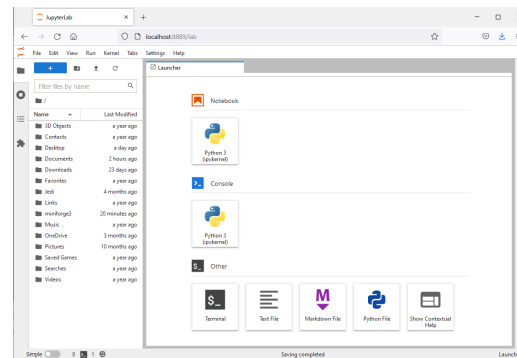 JupyterLab
localhost:8889/lab
File Edit View Run Kernel Tabs Settings Help
Launcher
Filter files by name
/
Name Last Modified
3D Objects a year ago
Contacts a year ago
Desktop a day ago
Documents 2 hours ago
Downloads 23 days ago
Favorites a year ago
Jedi 4 months ago
Links a year ago
miniforge3 20 minutes ago
Music a year ago
OneDrive 3 months ago
Pictures 10 months ago
Saved Games a year ago
Searches a year ago
Videos a year ago
Notebook
Python 3
(ipykernel)
Console
Python 3
(ipykernel)
$_ Other
$_
Terminal
Text File
M
Markdown File
Python File
Show Contextual
Help
Simple 0 1 Saving completed Launch